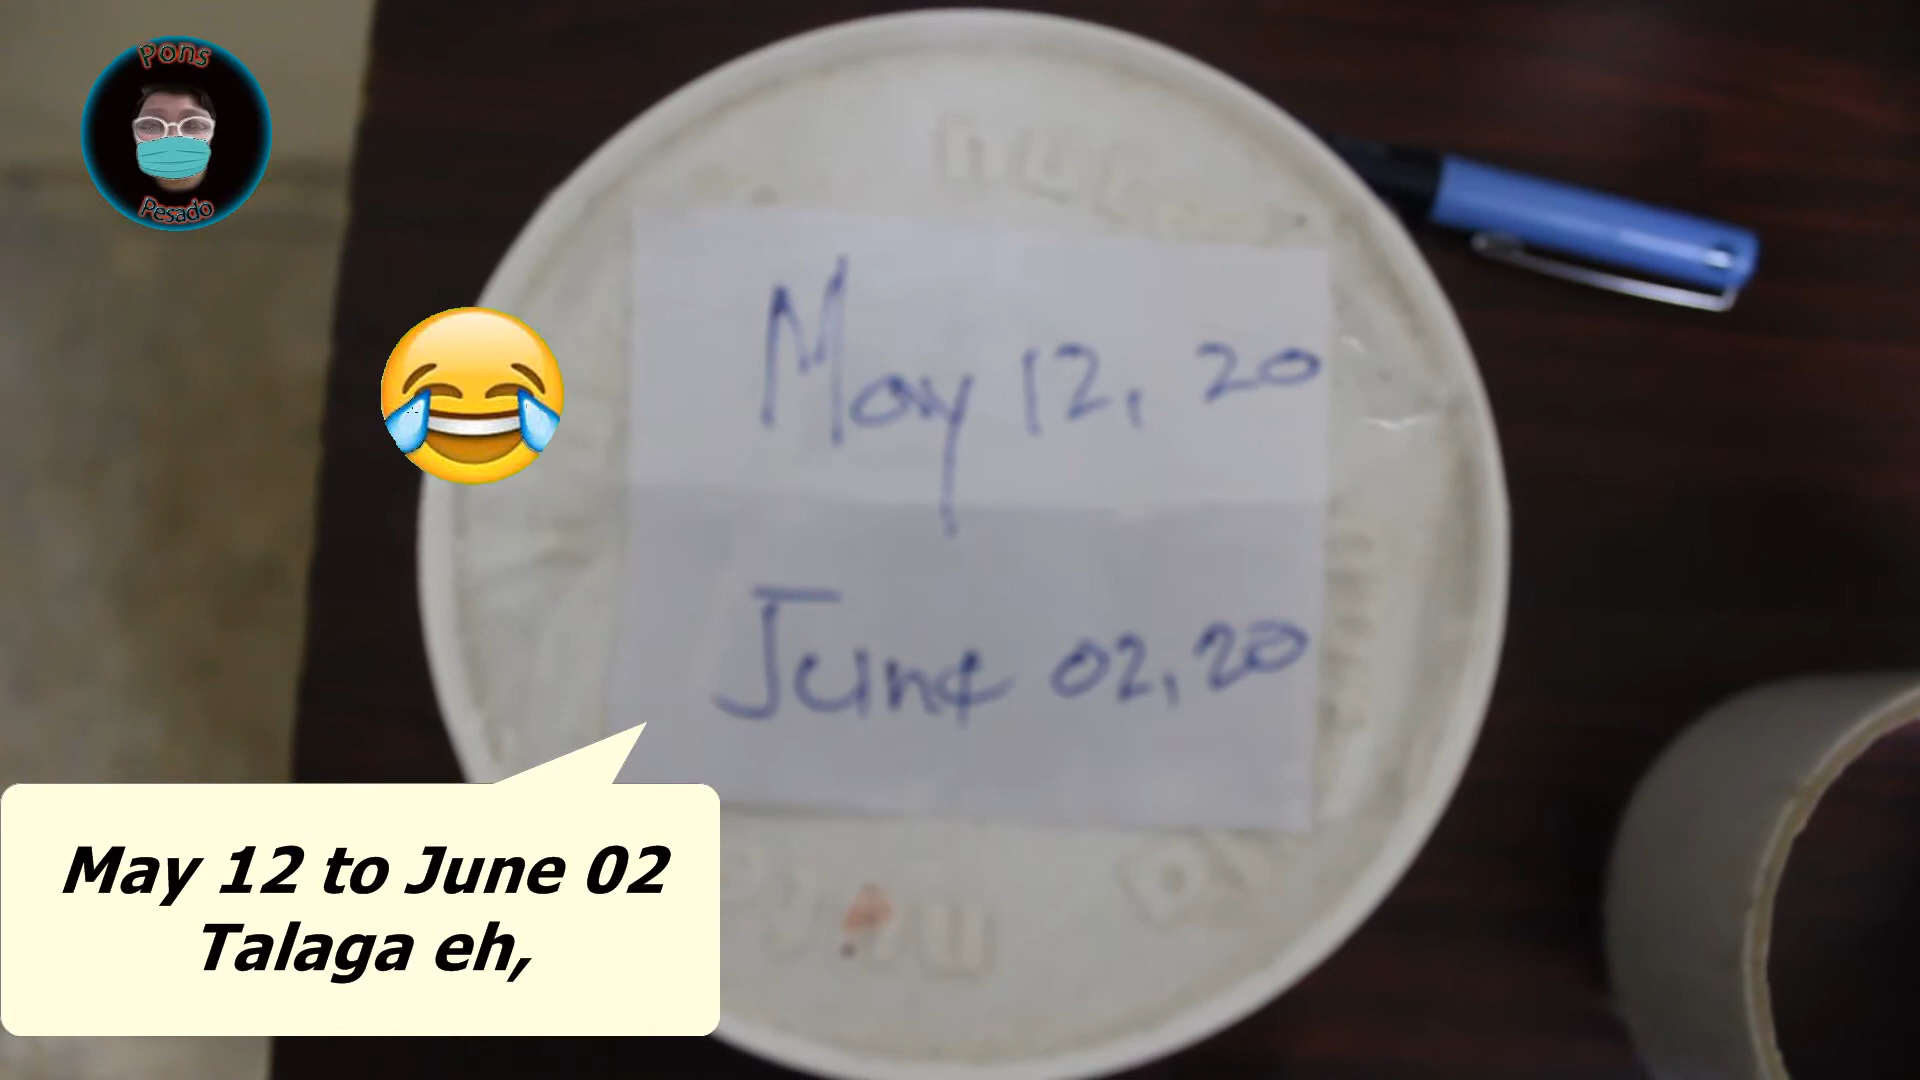 Pons
Pesado
May 12, 20
June 02, 20
May 12 to June 02
Talaga eh,